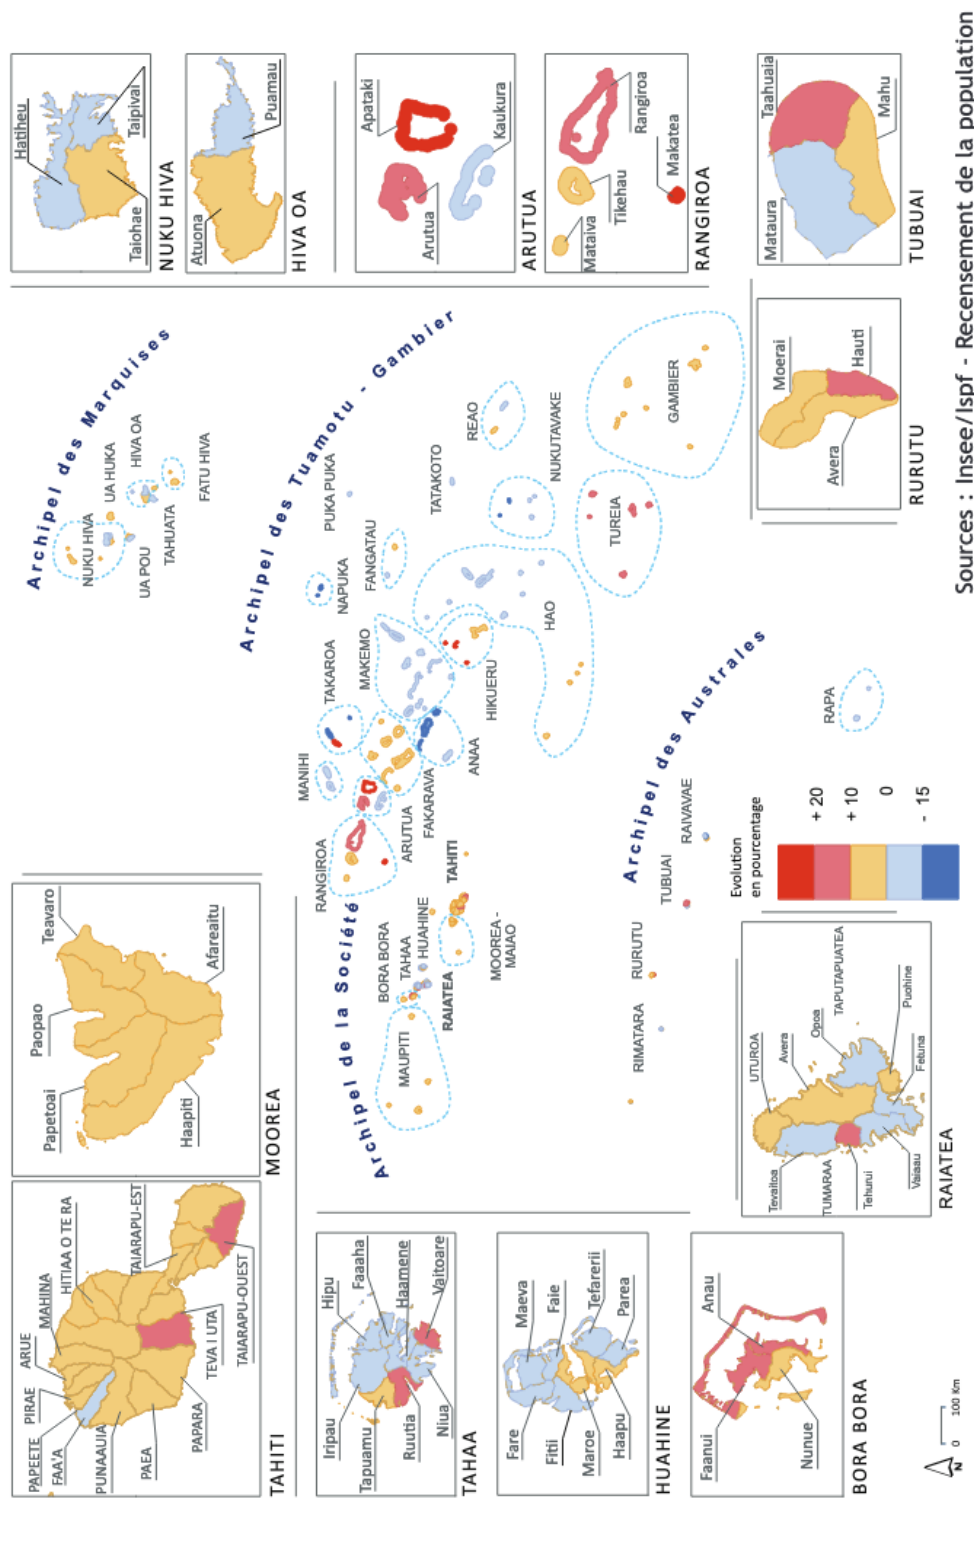 TAHITI
PAPEETE
FAA'A
PUNAAUIA
PAEA
PAPARA
PIRAE
ARUE
MAHINA
HITIAA O TE RA
TAIARAPU-EST
TEVA I UTA
TAIARAPU-OUEST
MOOREA
Papetoai
Paopao
Teavaro
Afareaitu
Haapiti
NUKU HIVA
Hatiheu
Taipivai
Taiohae
HIVA OA
Atuona
Puamau
Archipel des Marquises
NUKU HIVA
UA HUKA
HIVA OA
UA POU
TAHUATA
FATU HIVA
Archipel des Tuamotu - Gambier
RANGIROA
MANIHI
TAKAROA
NAPUKA
PUKA PUKA
MAKEMO
FANGATAU
TATAKOTO
REAO
ARUTUA
FAKARAVA
ANAA
HIKUERU
HAO
NUKUTAVAKE
TUREIA
GAMBIER
ARUTUA
Apataki
Arutua
Kaukura
RANGIROA
Mataiva
Tikehau
Rangiroa
Makatea
Archipel de la Société
MAUPITI
BORA BORA
TAHAA
HUAHINE
RAIATEA
TAHITI
MOOREA -
MAIAO
TAHAA
Iripau
Hipu
Faaaha
Haamene
Vaitoare
Tapuamu
Ruutia
Niua
HUAHINE
Maeva
Faie
Tefarerii
Parea
Fare
Fitii
Maroe
Haapu
BORA BORA
Anau
Faanui
Nunue
RAIATEA
UTUROA
Avera
Opoa
TAPUTAPUATEA
Puohine
Tevaitoa
TUMARAA
Tehurui
Vaiaau
Fetuna
Archipel des Australes
RIMATARA
RURUTU
TUBUAI
RAIVAVAE
RAPA
RURUTU
Moerai
Hauti
Avera
TUBUAI
Mataura
Taahuaia
Mahu
Evolution
en pourcentage
+ 20
+ 10
0
- 15
N
0
100 Km
Sources : Insee/Ispf - Recensement de la population